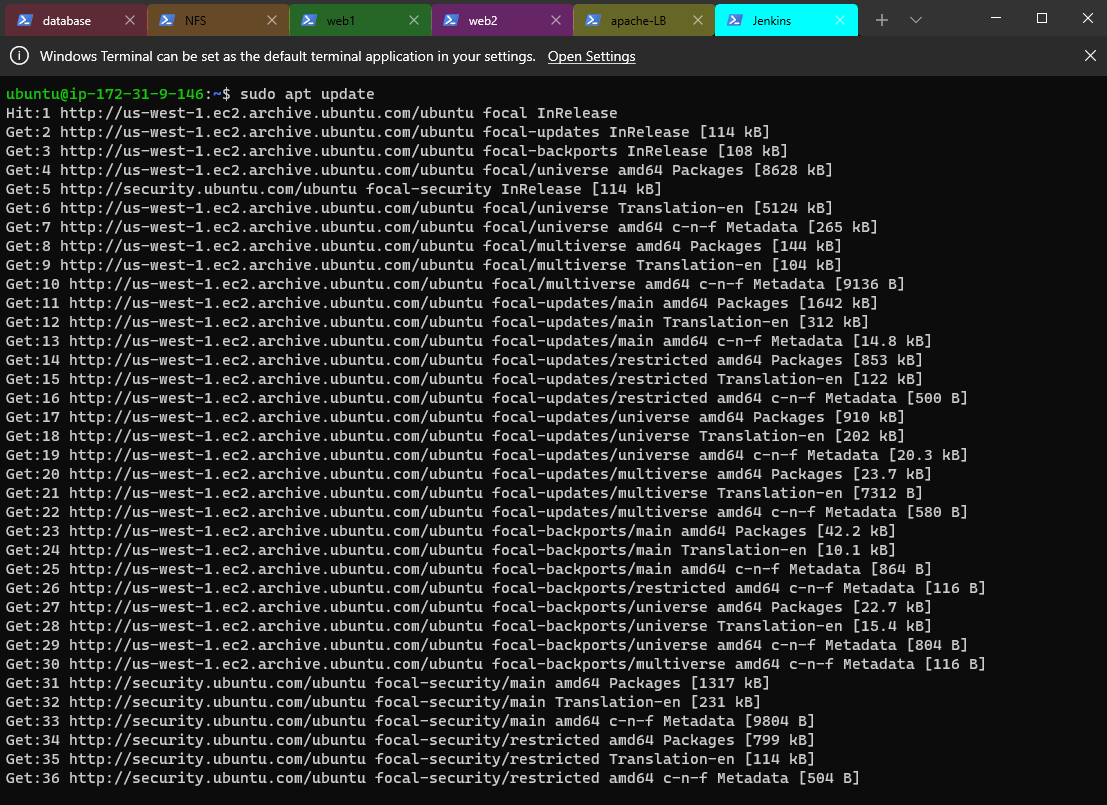 database
NFS
web1
web2
apache-LB
Jenkins
Windows Terminal can be set as the default terminal application in your settings. Open Settings
ubuntu@ip-172-31-9-146:~$ sudo apt update
Hit:1 http://us-west-1.ec2.archive.ubuntu.com/ubuntu focal InRelease
Get:2 http://us-west-1.ec2.archive.ubuntu.com/ubuntu focal-updates InRelease [114 kB]
Get:3 http://us-west-1.ec2.archive.ubuntu.com/ubuntu focal-backports InRelease [108 kB]
Get:4 http://us-west-1.ec2.archive.ubuntu.com/ubuntu focal/universe amd64 Packages [8628 kB]
Get:5 http://security.ubuntu.com/ubuntu focal-security InRelease [114 kB]
Get:6 http://us-west-1.ec2.archive.ubuntu.com/ubuntu focal/universe Translation-en [5124 kB]
Get:7 http://us-west-1.ec2.archive.ubuntu.com/ubuntu focal/universe amd64 c-n-f Metadata [265 kB]
Get:8 http://us-west-1.ec2.archive.ubuntu.com/ubuntu focal/multiverse amd64 Packages [144 kB]
Get:9 http://us-west-1.ec2.archive.ubuntu.com/ubuntu focal/multiverse Translation-en [104 kB]
Get:10 http://us-west-1.ec2.archive.ubuntu.com/ubuntu focal/multiverse amd64 c-n-f Metadata [9136 B]
Get:11 http://us-west-1.ec2.archive.ubuntu.com/ubuntu focal-updates/main amd64 Packages [1642 kB]
Get:12 http://us-west-1.ec2.archive.ubuntu.com/ubuntu focal-updates/main Translation-en [312 kB]
Get:13 http://us-west-1.ec2.archive.ubuntu.com/ubuntu focal-updates/main amd64 c-n-f Metadata [14.8 kB]
Get:14 http://us-west-1.ec2.archive.ubuntu.com/ubuntu focal-updates/restricted amd64 Packages [853 kB]
Get:15 http://us-west-1.ec2.archive.ubuntu.com/ubuntu focal-updates/restricted Translation-en [122 kB]
Get:16 http://us-west-1.ec2.archive.ubuntu.com/ubuntu focal-updates/restricted amd64 c-n-f Metadata [500 B]
Get:17 http://us-west-1.ec2.archive.ubuntu.com/ubuntu focal-updates/universe amd64 Packages [910 kB]
Get:18 http://us-west-1.ec2.archive.ubuntu.com/ubuntu focal-updates/universe Translation-en [202 kB]
Get:19 http://us-west-1.ec2.archive.ubuntu.com/ubuntu focal-updates/universe amd64 c-n-f Metadata [20.3 kB]
Get:20 http://us-west-1.ec2.archive.ubuntu.com/ubuntu focal-updates/multiverse amd64 Packages [23.7 kB]
Get:21 http://us-west-1.ec2.archive.ubuntu.com/ubuntu focal-updates/multiverse Translation-en [7312 B]
Get:22 http://us-west-1.ec2.archive.ubuntu.com/ubuntu focal-updates/multiverse amd64 c-n-f Metadata [580 B]
Get:23 http://us-west-1.ec2.archive.ubuntu.com/ubuntu focal-backports/main amd64 Packages [42.2 kB]
Get:24 http://us-west-1.ec2.archive.ubuntu.com/ubuntu focal-backports/main Translation-en [10.1 kB]
Get:25 http://us-west-1.ec2.archive.ubuntu.com/ubuntu focal-backports/main amd64 c-n-f Metadata [864 B]
Get:26 http://us-west-1.ec2.archive.ubuntu.com/ubuntu focal-backports/restricted amd64 c-n-f Metadata [116 B]
Get:27 http://us-west-1.ec2.archive.ubuntu.com/ubuntu focal-backports/universe amd64 Packages [22.7 kB]
Get:28 http://us-west-1.ec2.archive.ubuntu.com/ubuntu focal-backports/universe Translation-en [15.4 kB]
Get:29 http://us-west-1.ec2.archive.ubuntu.com/ubuntu focal-backports/universe amd64 c-n-f Metadata [804 B]
Get:30 http://us-west-1.ec2.archive.ubuntu.com/ubuntu focal-backports/multiverse amd64 c-n-f Metadata [116 B]
Get:31 http://security.ubuntu.com/ubuntu focal-security/main amd64 Packages [1317 kB]
Get:32 http://security.ubuntu.com/ubuntu focal-security/main Translation-en [231 kB]
Get:33 http://security.ubuntu.com/ubuntu focal-security/main amd64 c-n-f Metadata [9804 B]
Get:34 http://security.ubuntu.com/ubuntu focal-security/restricted amd64 Packages [799 kB]
Get:35 http://security.ubuntu.com/ubuntu focal-security/restricted Translation-en [114 kB]
Get:36 http://security.ubuntu.com/ubuntu focal-security/restricted amd64 c-n-f Metadata [504 B]